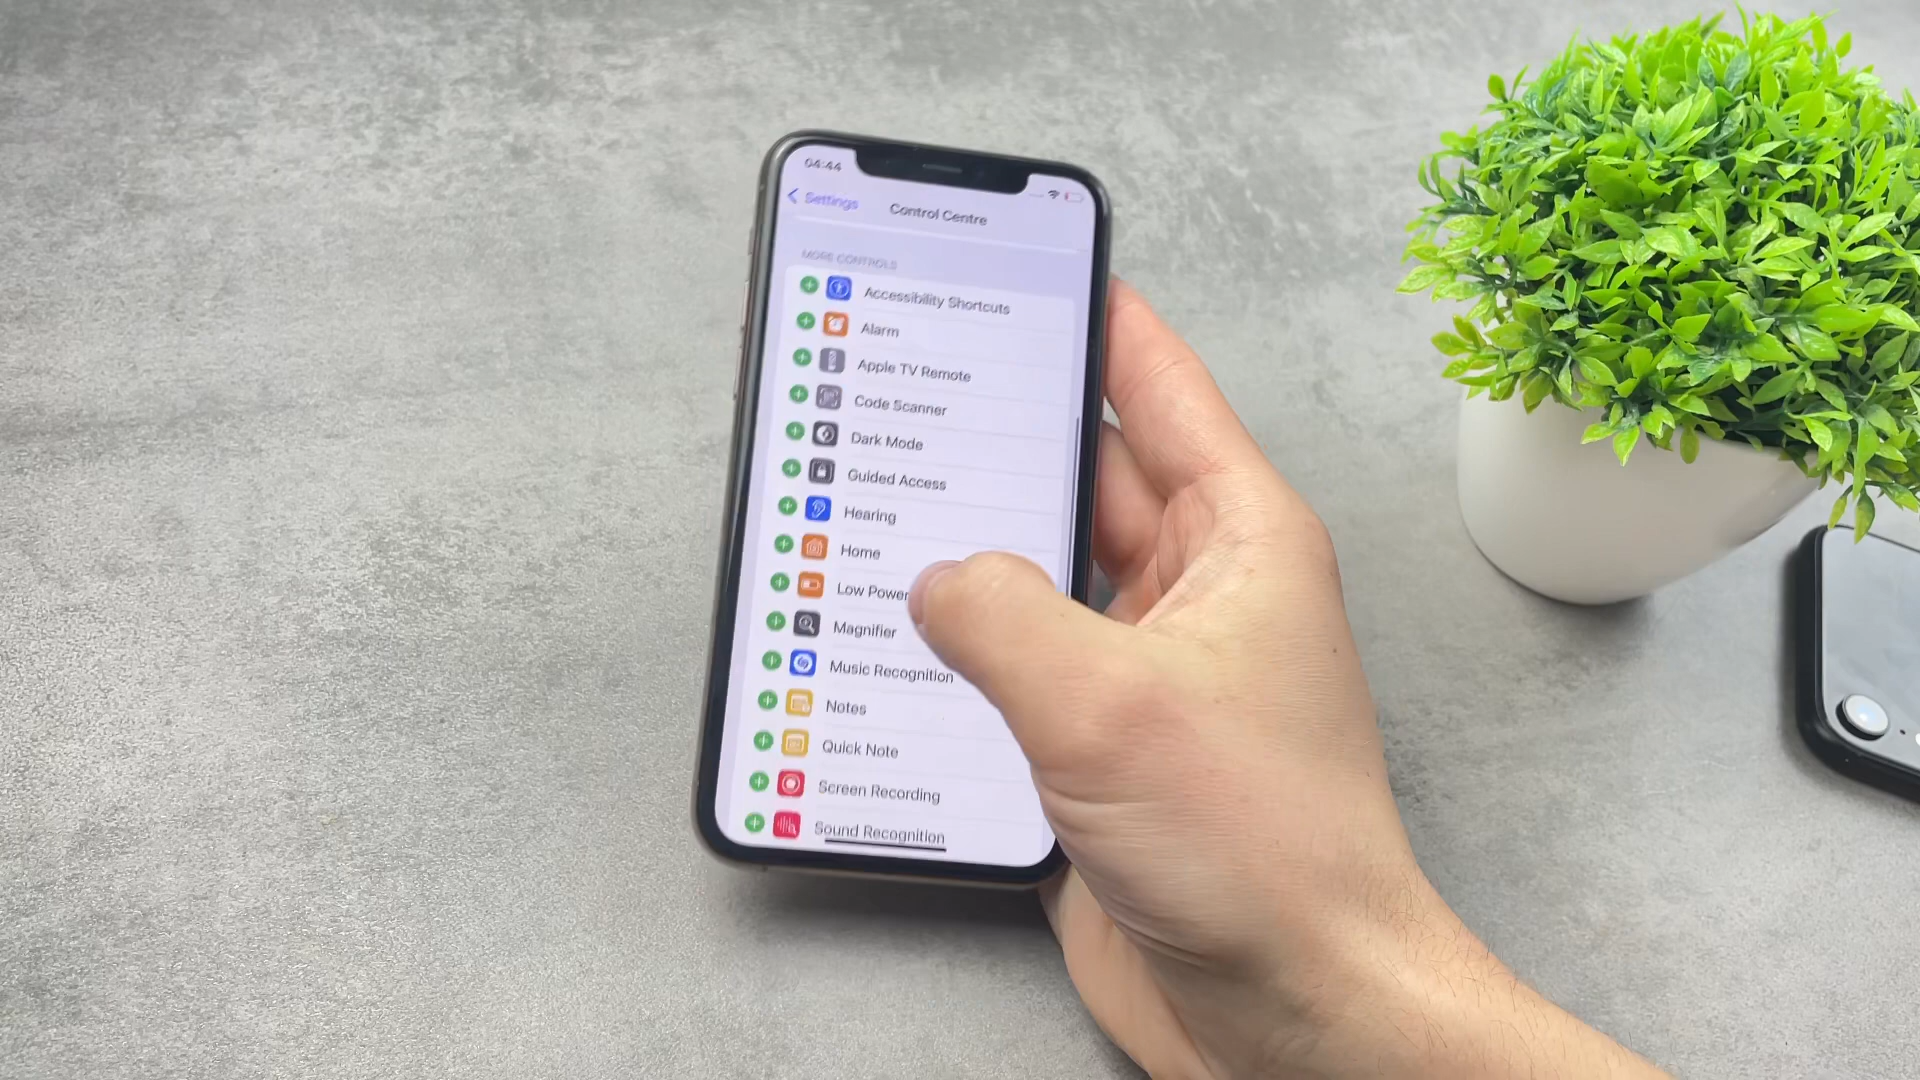 04:44
Settings
Control Centre
MORE CONTROLS
Accessibility Shortcuts
Alarm
Apple TV Remote
Code Scanner
Dark Mode
Guided Access
Hearing
Home
Low Power
Magnifier
Music Recognition
Notes
Quick Note
Screen Recording
Sound Recognition